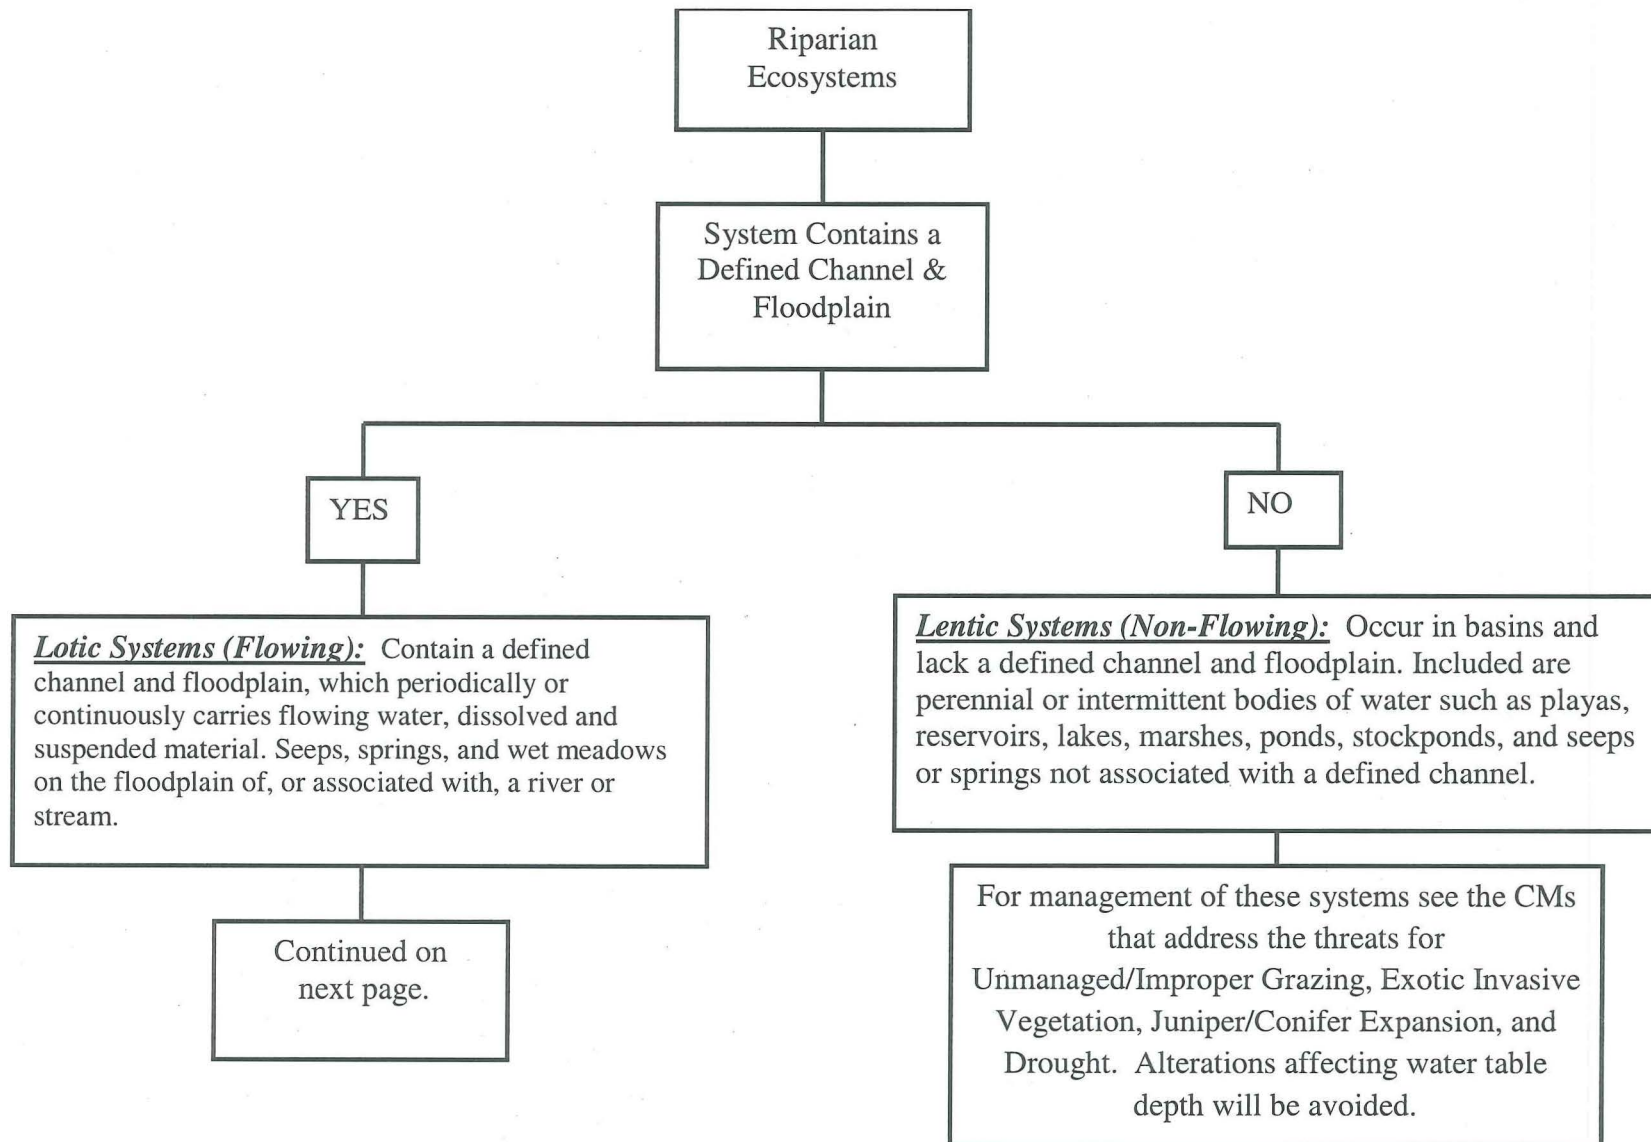 Riparian
Ecosystems
System Contains a
Defined Channel &
Floodplain
YES
NO
Lotic Systems (Flowing): Contain a defined
channel and floodplain, which periodically or
continuously carries flowing water, dissolved and
suspended material. Seeps, springs, and wet meadows
on the floodplain of, or associated with, a river or
stream.
Lentic Systems (Non-Flowing): Occur in basins and
lack a defined channel and floodplain. Included are
perennial or intermittent bodies of water such as playas,
reservoirs, lakes, marshes, ponds, stockponds, and seeps
or springs not associated with a defined channel.
Continued on
next page.
For management of these systems see the CMs
that address the threats for
Unmanaged/Improper Grazing, Exotic Invasive
Vegetation, Juniper/Conifer Expansion, and
Drought. Alterations affecting water table
depth will be avoided.